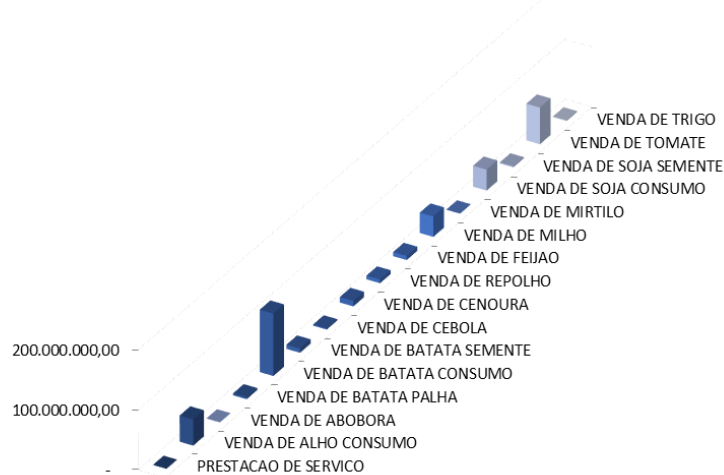 VENDA DE TRIGO
VENDA DE TOMATE
VENDA DE SOJA SEMENTE
VENDA DE SOJA CONSUMO
VENDA DE MIRTILO
VENDA DE MILHO
VENDA DE FEIJAO
VENDA DE REPOLHO
VENDA DE CENOURA
VENDA DE CEBOLA
VENDA DE BATATA SEMENTE
VENDA DE BATATA CONSUMO
VENDA DE BATATA PALHA
VENDA DE ABOBORA
VENDA DE ALHO CONSUMO
PRESTACAO DE SERVICO
200.000.000,00
100.000.000,00
-